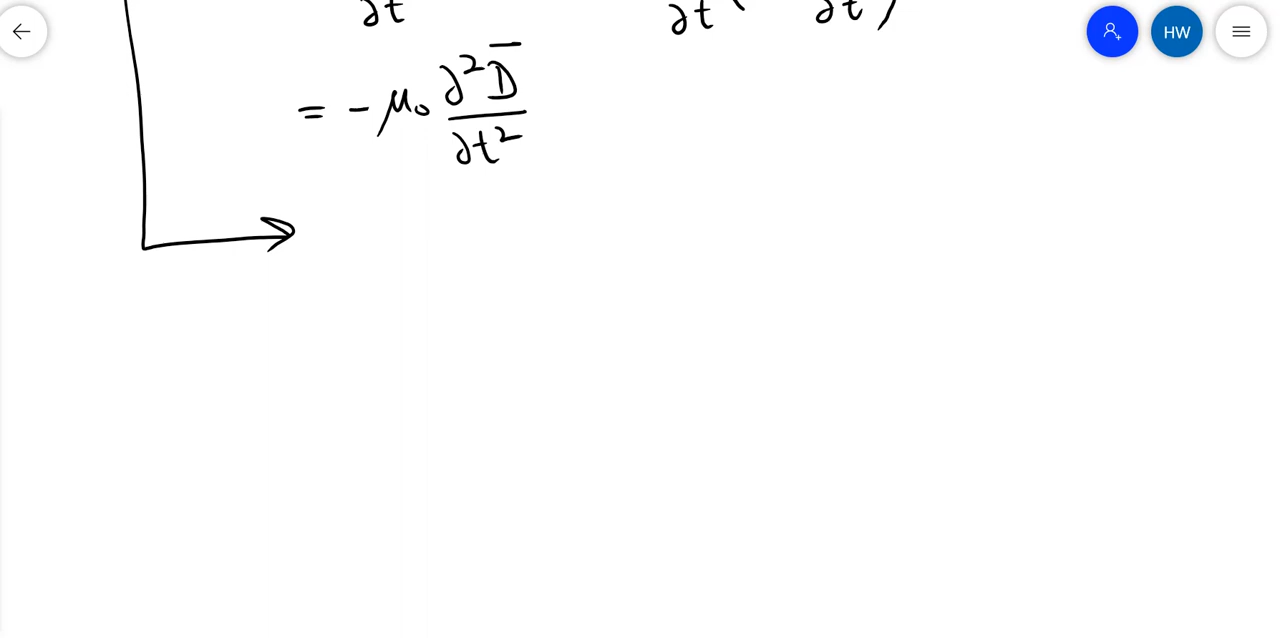 ∂t ∂t ( ∂t )
= - μ₀ ∂²D̅ / ∂t²
HW